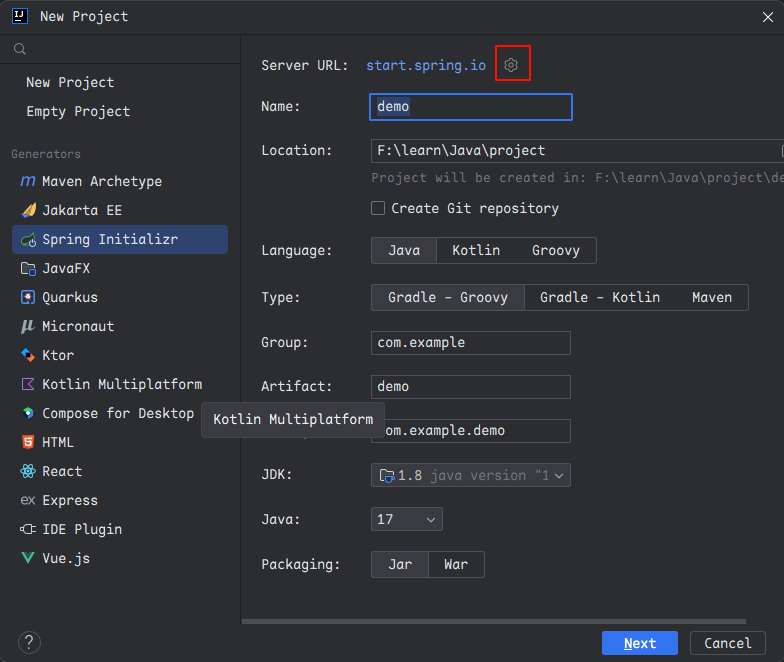 New Project
New Project
Empty Project
Generators
Maven Archetype
Jakarta EE
Spring Initializr
JavaFX
Quarkus
Micronaut
Ktor
Kotlin Multiplatform
Compose for Desktop
HTML
React
Express
IDE Plugin
Vue.js
Kotlin Multiplatform
Server URL: start.spring.io
Name: demo
Location: F:\learn\Java\project
Project will be created in: F:\learn\Java\project\de
Create Git repository
Language: Java Kotlin Groovy
Type: Gradle - Groovy Gradle - Kotlin Maven
Group: com.example
Artifact: demo
om.example.demo
JDK: 1.8 java version "1
Java: 17
Packaging: Jar War
? Next Cancel